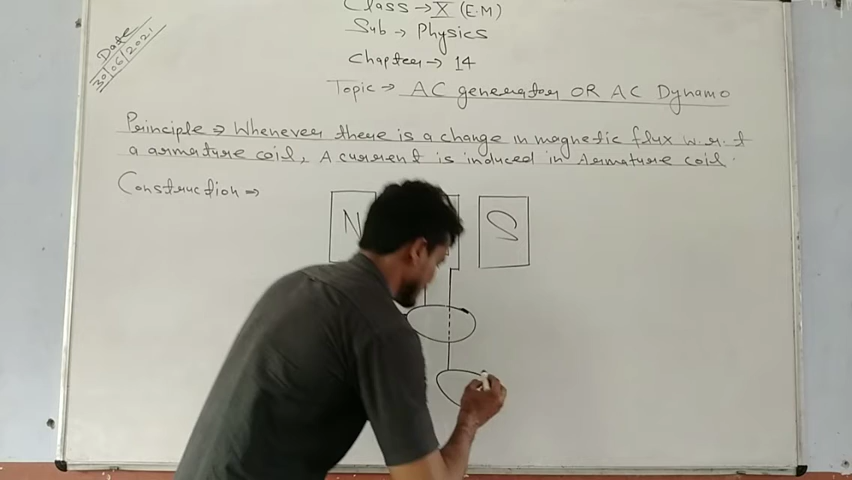 Class → X (E.M)
Date
30/06/2021
Sub → Physics
Chapter → 14
Topic → AC generator OR AC Dynamo
Principle ⇒ Whenever there is a change in magnetic flux w.r.t
a armature coil, A current is induced in Armature coil.
Construction ⇒
N S